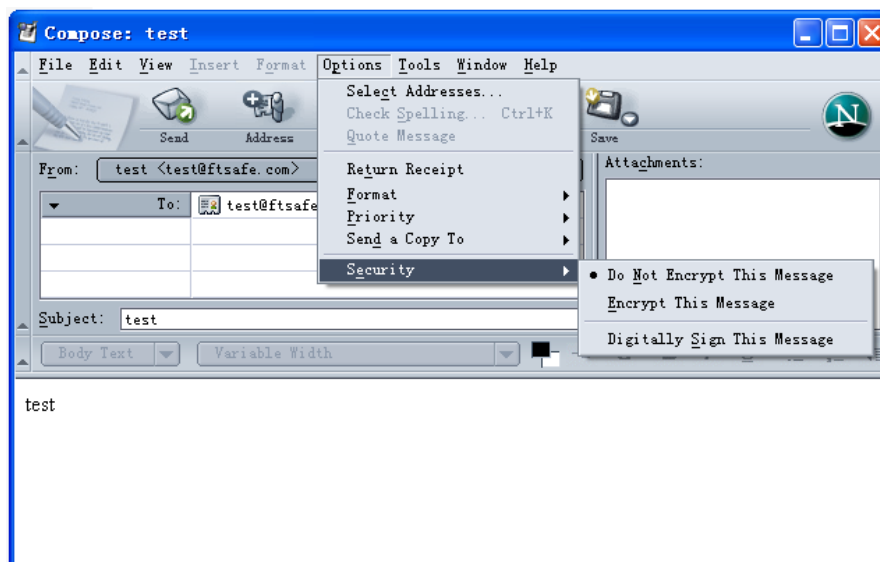 Compose: test
File Edit View Insert Format Options Tools Window Help
Select Addresses...
Check Spelling... Ctrl+K
Quote Message
Send Address Save
N
Return Receipt
Format
Priority
Send a Copy To
Security
From: test <test@ftsafe.com>
Attachments:
To: test@ftsafe
Do Not Encrypt This Message
Encrypt This Message
Digitally Sign This Message
Subject: test
Body Text Variable Width
test